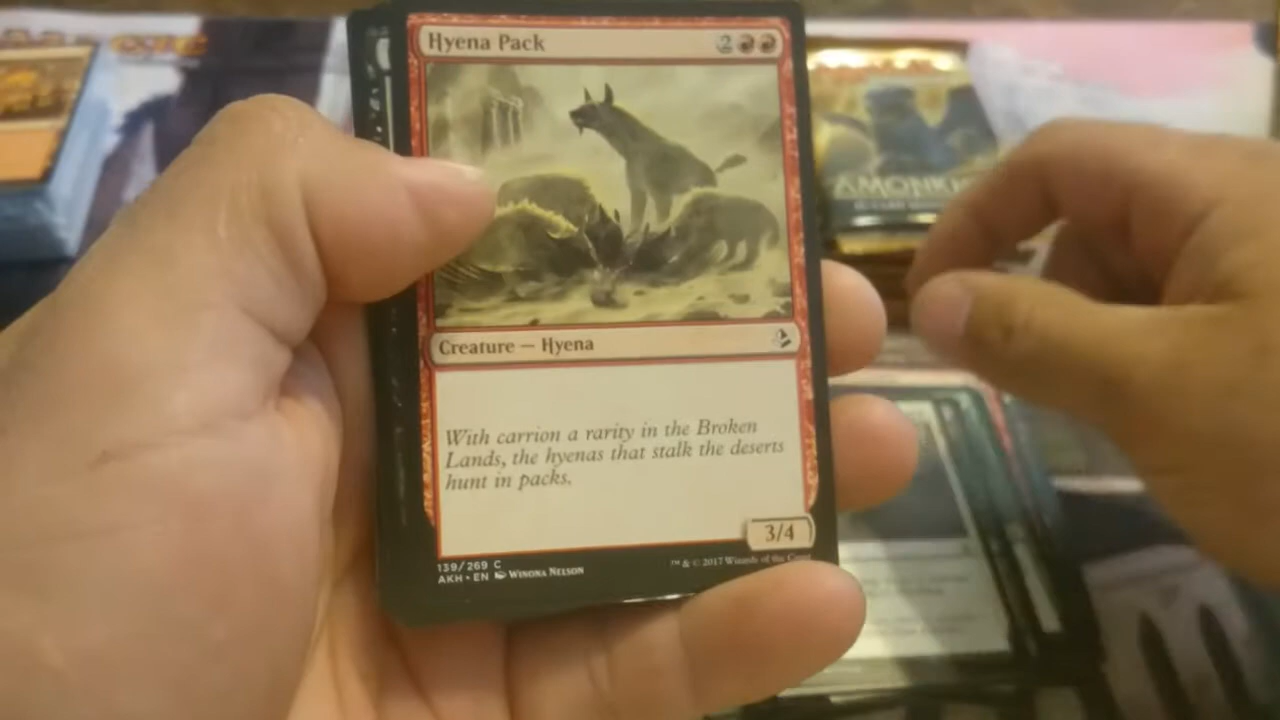 Hyena Pack 2
Creature — Hyena
With carrion a rarity in the Broken
Lands, the hyenas that stalk the deserts
hunt in packs.
3/4
139/269 C
AKH • EN Winona Nelson
™ & © 2017 Wizards of the Coast
AMONKH